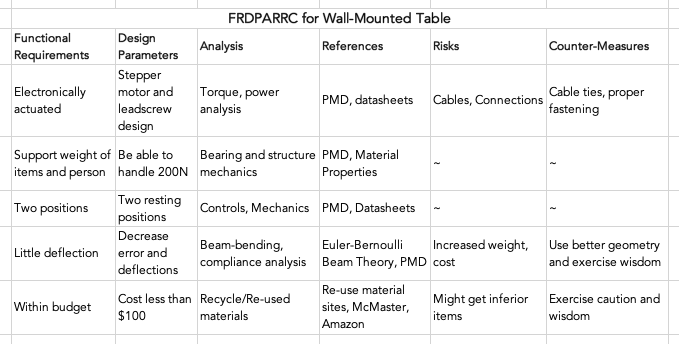 FRDPARRC for Wall-Mounted Table
Functional Requirements | Design Parameters | Analysis | References | Risks | Counter-Measures
Electronically actuated | Stepper motor and leadscrew design | Torque, power analysis | PMD, datasheets | Cables, Connections | Cable ties, proper fastening
Support weight of items and person | Be able to handle 200N | Bearing and structure mechanics | PMD, Material Properties | ~ | ~
Two positions | Two resting positions | Controls, Mechanics | PMD, Datasheets | ~ | ~
Little deflection | Decrease error and deflections | Beam-bending, compliance analysis | Euler-Bernoulli Beam Theory, PMD | Increased weight, cost | Use better geometry and exercise wisdom
Within budget | Cost less than $100 | Recycle/Re-used materials | Re-use material sites, McMaster, Amazon | Might get inferior items | Exercise caution and wisdom